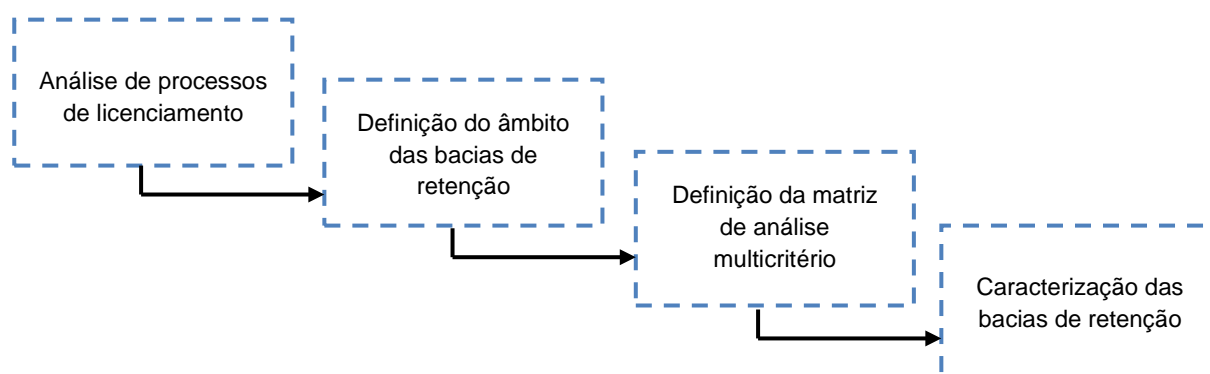 Análise de processos
de licenciamento
Definição do âmbito
das bacias de
retenção
Definição da matriz
de análise
multicritério
Caracterização das
bacias de retenção